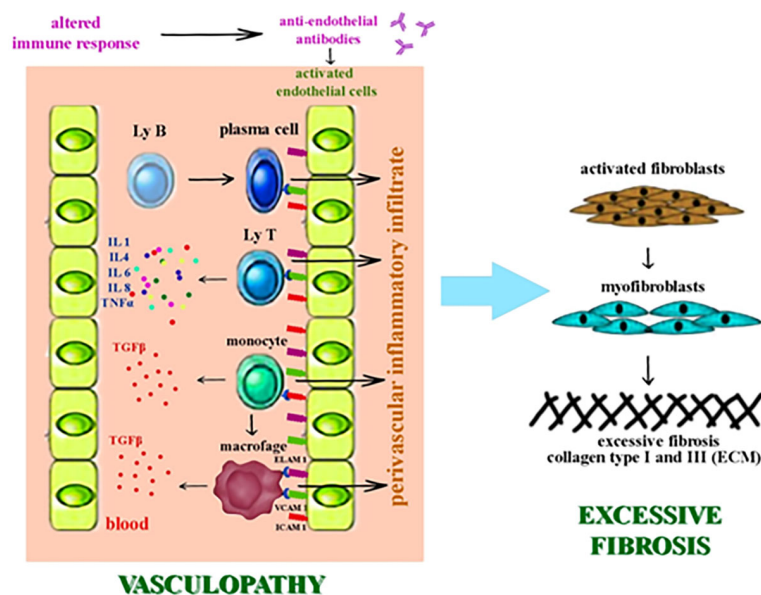 altered
immune response
anti-endothelial
antibodies
activated
endothelial cells
Ly B
plasma cell
Ly T
IL 1
IL4
IL 6
IL 8
TNFα
monocyte
TGFβ
macrofage
TGFβ
ELAM 1
VCAM 1
ICAM 1
blood
perivascular inflammatory infiltrate
VASCULOPATHY
activated fibroblasts
myofibroblasts
excessive fibrosis
collagen type I and III (ECM)
EXCESSIVE
FIBROSIS